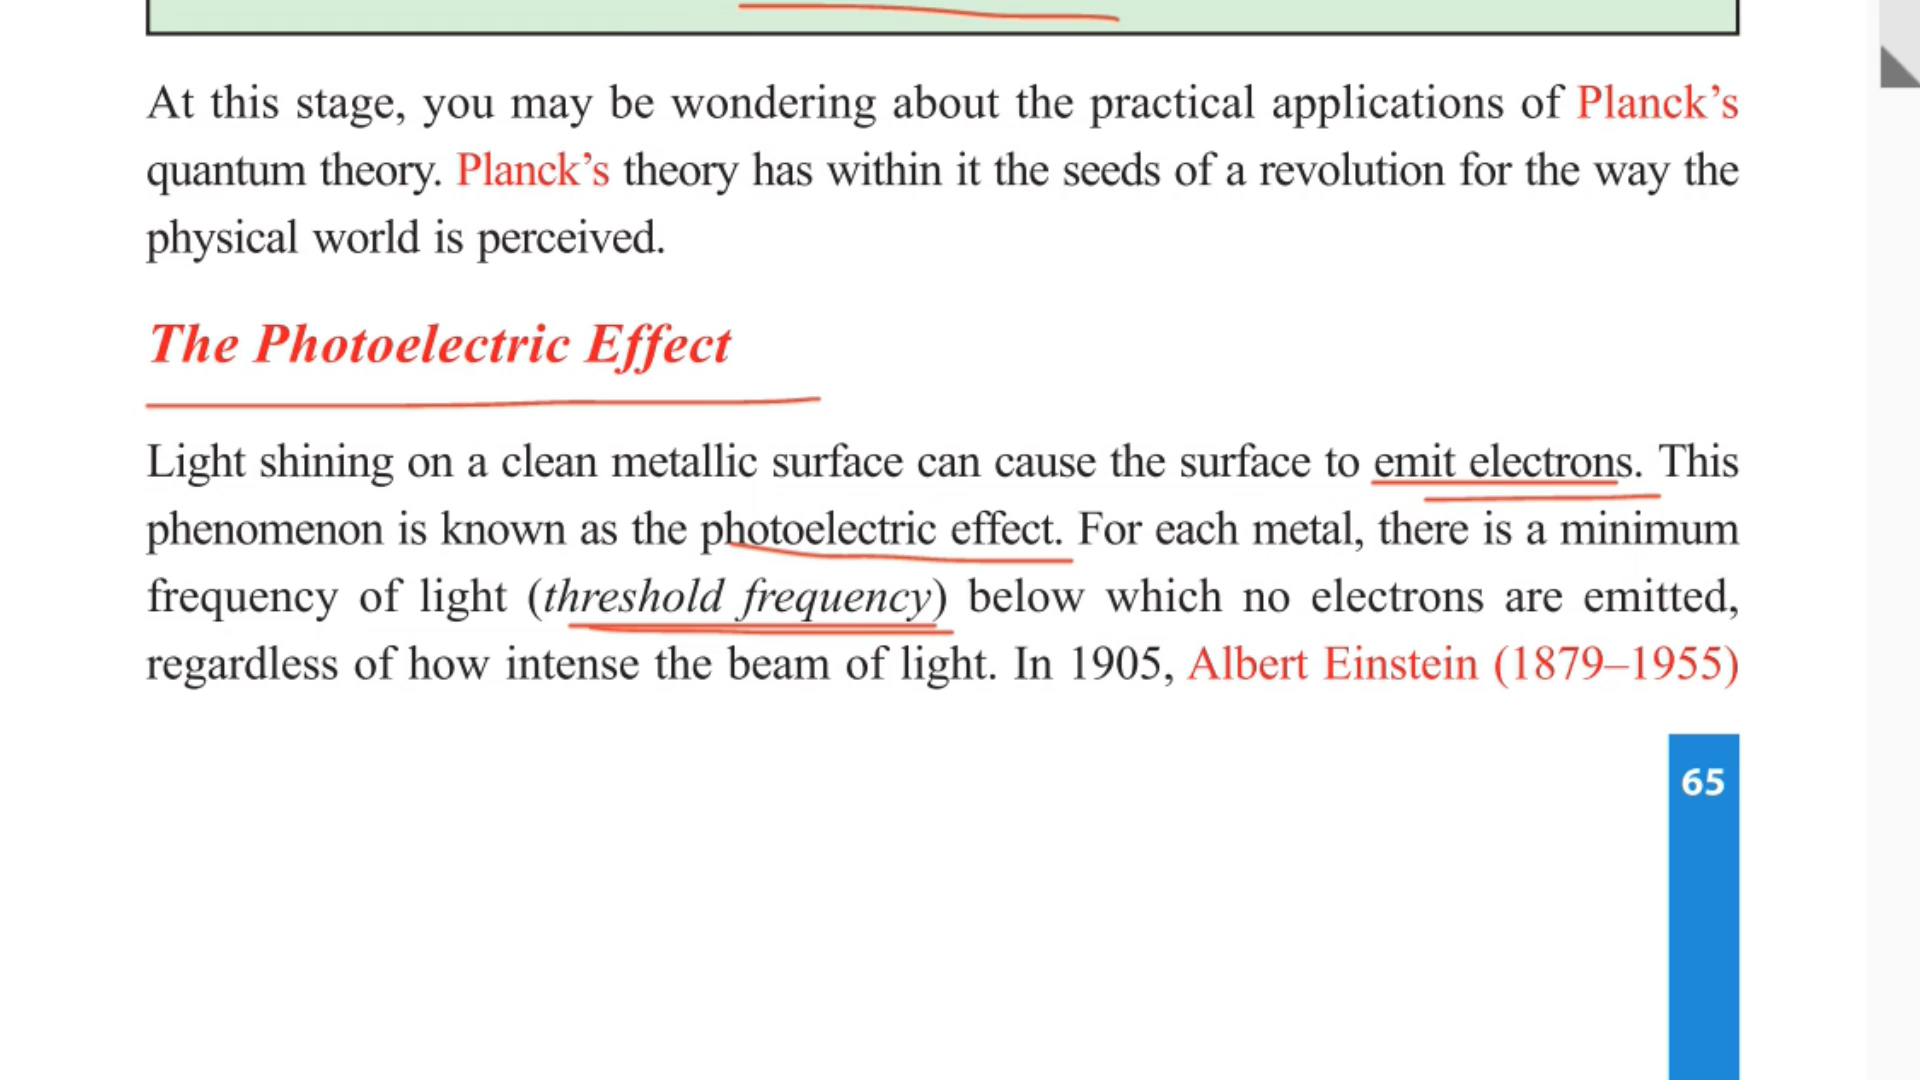 At this stage, you may be wondering about the practical applications of Planck’s
quantum theory. Planck’s theory has within it the seeds of a revolution for the way the
physical world is perceived.
The Photoelectric Effect
Light shining on a clean metallic surface can cause the surface to emit electrons. This
phenomenon is known as the photoelectric effect. For each metal, there is a minimum
frequency of light (threshold frequency) below which no electrons are emitted,
regardless of how intense the beam of light. In 1905, Albert Einstein (1879–1955)
65